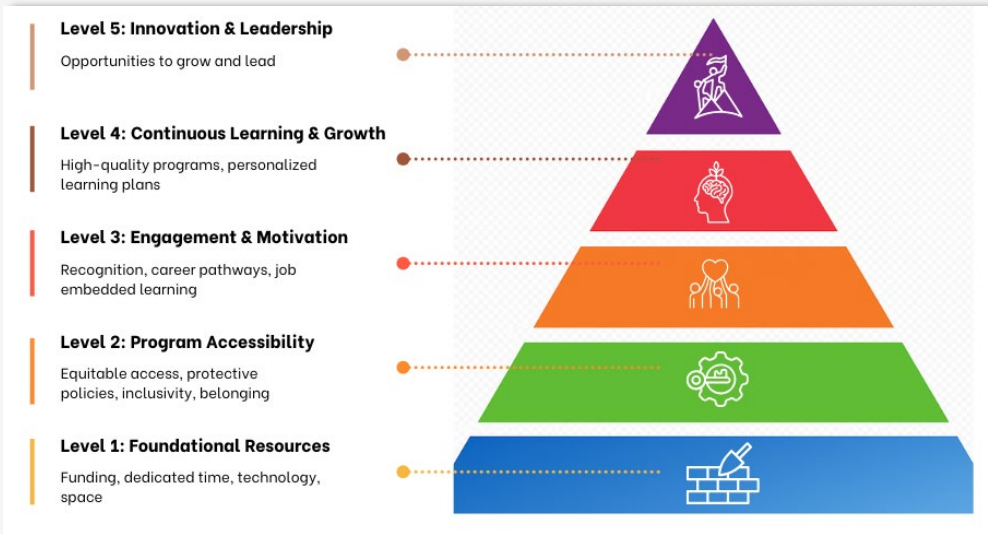 Level 5: Innovation & Leadership
Opportunities to grow and lead
Level 4: Continuous Learning & Growth
High-quality programs, personalized
learning plans
Level 3: Engagement & Motivation
Recognition, career pathways, job
embedded learning
Level 2: Program Accessibility
Equitable access, protective
policies, inclusivity, belonging
Level 1: Foundational Resources
Funding, dedicated time, technology,
space